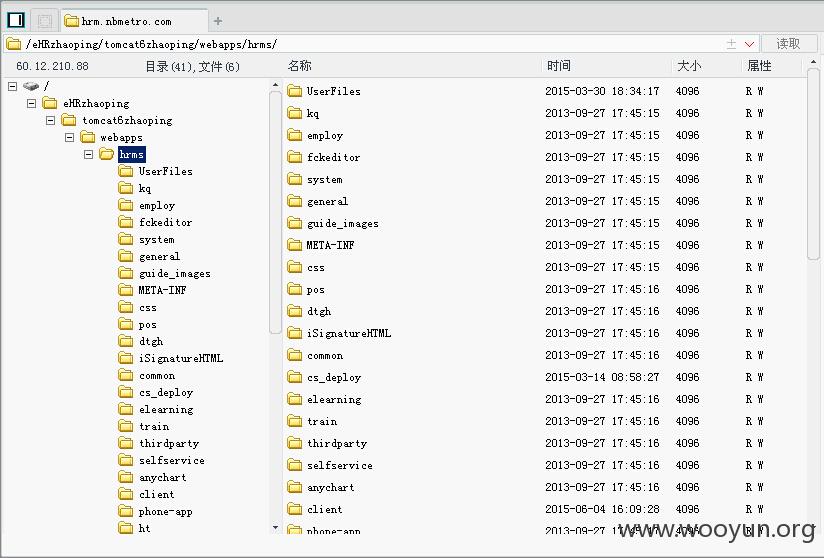 hrm.nbmetro.com
+
/eHRzhaoping/tomcat6zhaoping/webapps/hrms/
读取
60.12.210.88
目录(41),文件(6)
名称
时间
大小
属性
/
eHRzhaoping
tomcat6zhaoping
webapps
hrms
UserFiles
kq
employ
fckeditor
system
general
guide_images
META-INF
css
pos
dtgh
iSignatureHTML
common
cs_deploy
elearning
train
thirdparty
selfservice
anychart
client
phone-app
ht
UserFiles 2015-03-30 18:34:17 4096 R W
kq 2013-09-27 17:45:15 4096 R W
employ 2013-09-27 17:45:15 4096 R W
fckeditor 2013-09-27 17:45:15 4096 R W
system 2013-09-27 17:45:15 4096 R W
general 2013-09-27 17:45:15 4096 R W
guide_images 2013-09-27 17:45:15 4096 R W
META-INF 2013-09-27 17:45:15 4096 R W
css 2013-09-27 17:45:15 4096 R W
pos 2013-09-27 17:45:16 4096 R W
dtgh 2013-09-27 17:45:16 4096 R W
iSignatureHTML 2013-09-27 17:45:16 4096 R W
common 2013-09-27 17:45:16 4096 R W
cs_deploy 2015-03-14 08:58:27 4096 R W
elearning 2013-09-27 17:45:16 4096 R W
train 2013-09-27 17:45:16 4096 R W
thirdparty 2013-09-27 17:45:16 4096 R W
selfservice 2013-09-27 17:45:16 4096 R W
anychart 2013-09-27 17:45:16 4096 R W
client 2015-06-04 16:09:28 4096 R W
phone-app 2013-09-27 4096 R W
www.wooyun.org